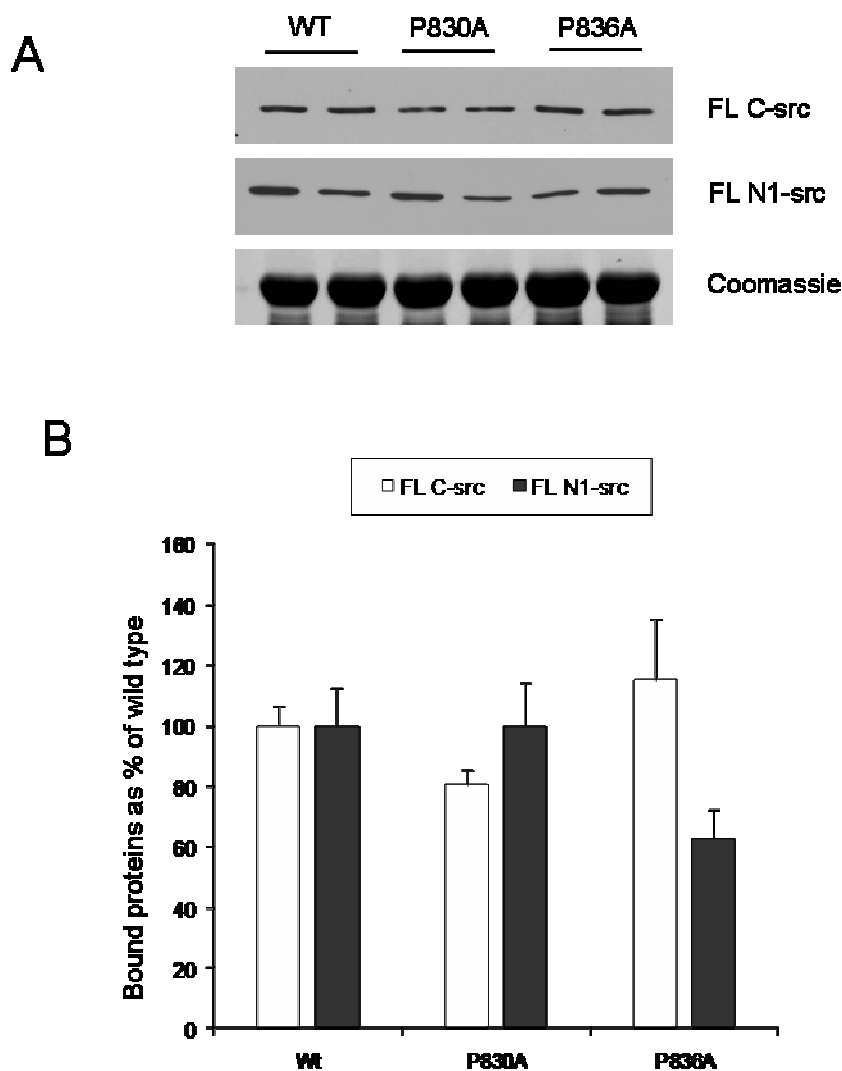 A
WT P830A P836A
FL C-src
FL N1-src
Coomassie
B
FL C-src FL N1-src
Bound proteins as % of wild type
160
140
120
100
80
60
40
20
0
Wt P830A P836A